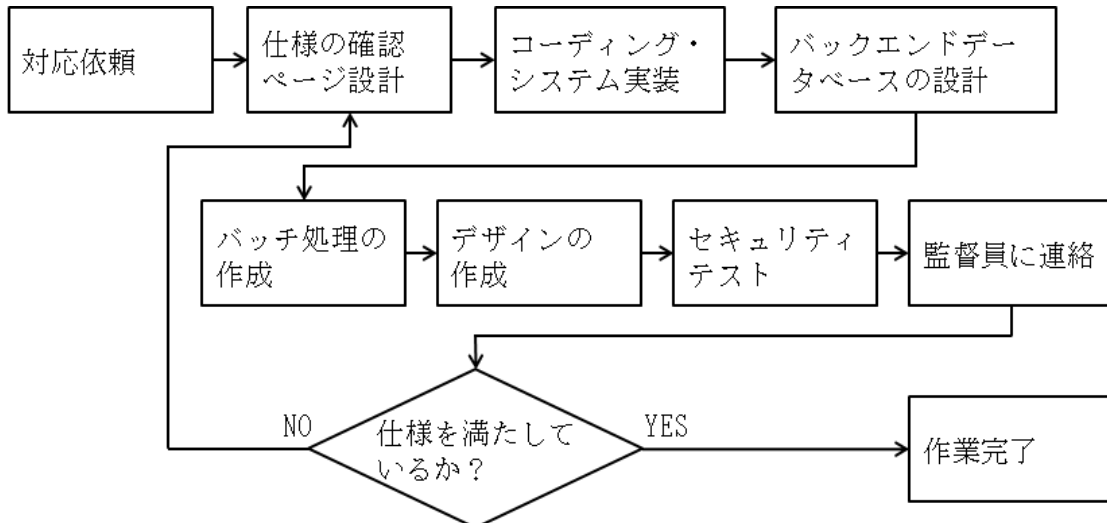 対応依頼
仕様の確認
ページ設計
コーディング・
システム実装
バックエンドデー
タベースの設計
バッチ処理の
作成
デザインの
作成
セキュリティ
テスト
監督員に連絡
NO
仕様を満たして
いるか?
YES
作業完了